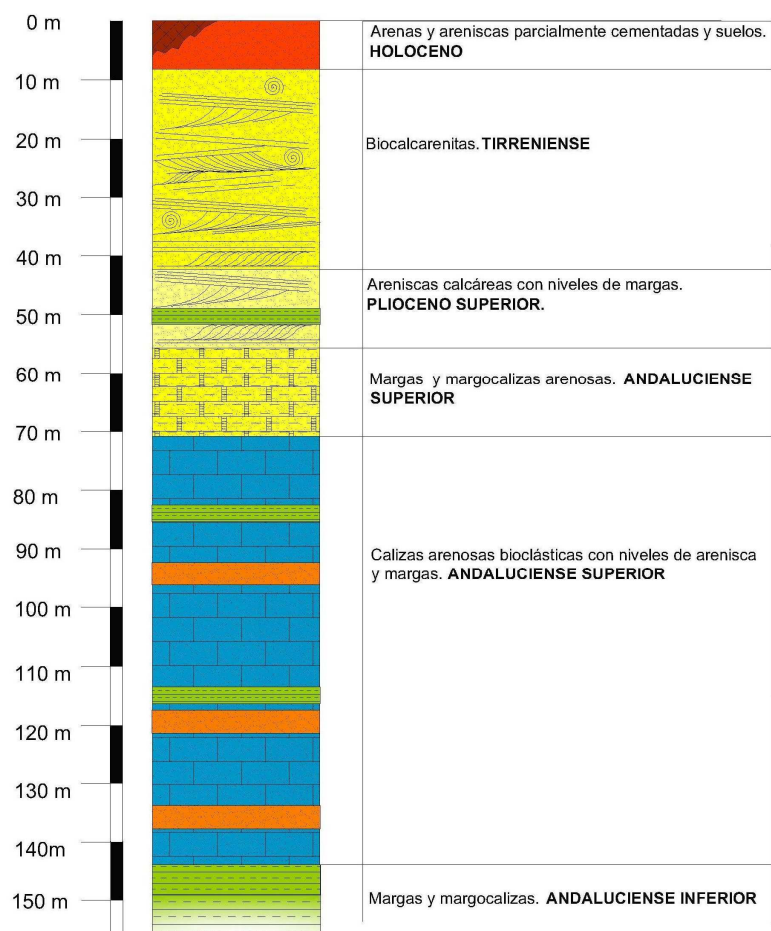 0 m
10 m
20 m
30 m
40 m
50 m
60 m
70 m
80 m
90 m
100 m
110 m
120 m
130 m
140m
150 m
Arenas y areniscas parcialmente cementadas y suelos.
HOLOCENO
Biocalcarenitas. TIRRENIENSE
Areniscas calcáreas con niveles de margas.
PLIOCENO SUPERIOR.
Margas y margocalizas arenosas. ANDALUCIENSE
SUPERIOR
Calizas arenosas bioclásticas con niveles de arenisca
y margas. ANDALUCIENSE SUPERIOR
Margas y margocalizas. ANDALUCIENSE INFERIOR